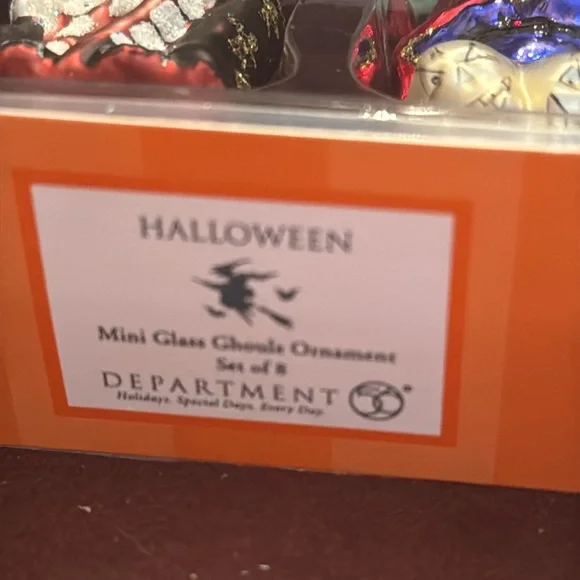 HALLOWEEN
Mini Glass Ghouls Ornament
Set of 8
DEPARTMENT 56
Holidays. Special Days. Every Day.